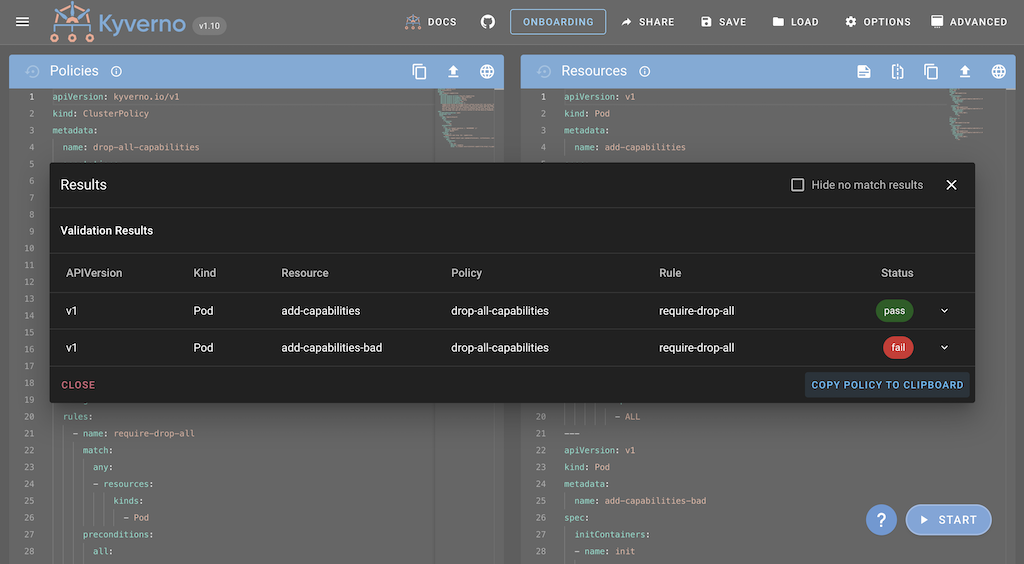 Kyverno v1.10 DOCS ONBOARDING SHARE SAVE LOAD OPTIONS ADVANCED
Policies
1 apiVersion: kyverno.io/v1
2 kind: ClusterPolicy
3 metadata:
4 name: drop-all-capabilities
5
6
7
8
9
10
11
12
13
14
15
16
17
18
19
20 rules:
21 - name: require-drop-all
22 match:
23 any:
24 - resources:
25 kinds:
26 - Pod
27 preconditions:
28 all:
Resources
1 apiVersion: v1
2 kind: Pod
3 metadata:
4 name: add-capabilities
Results
Hide no match results
Validation Results
APIVersion Kind Resource Policy Rule Status
v1 Pod add-capabilities drop-all-capabilities require-drop-all pass
v1 Pod add-capabilities-bad drop-all-capabilities require-drop-all fail
CLOSE COPY POLICY TO CLIPBOARD
20 - ALL
21 ---
22 apiVersion: v1
23 kind: Pod
24 metadata:
25 name: add-capabilities-bad
26 spec:
27 initContainers:
28 - name: init
?
START